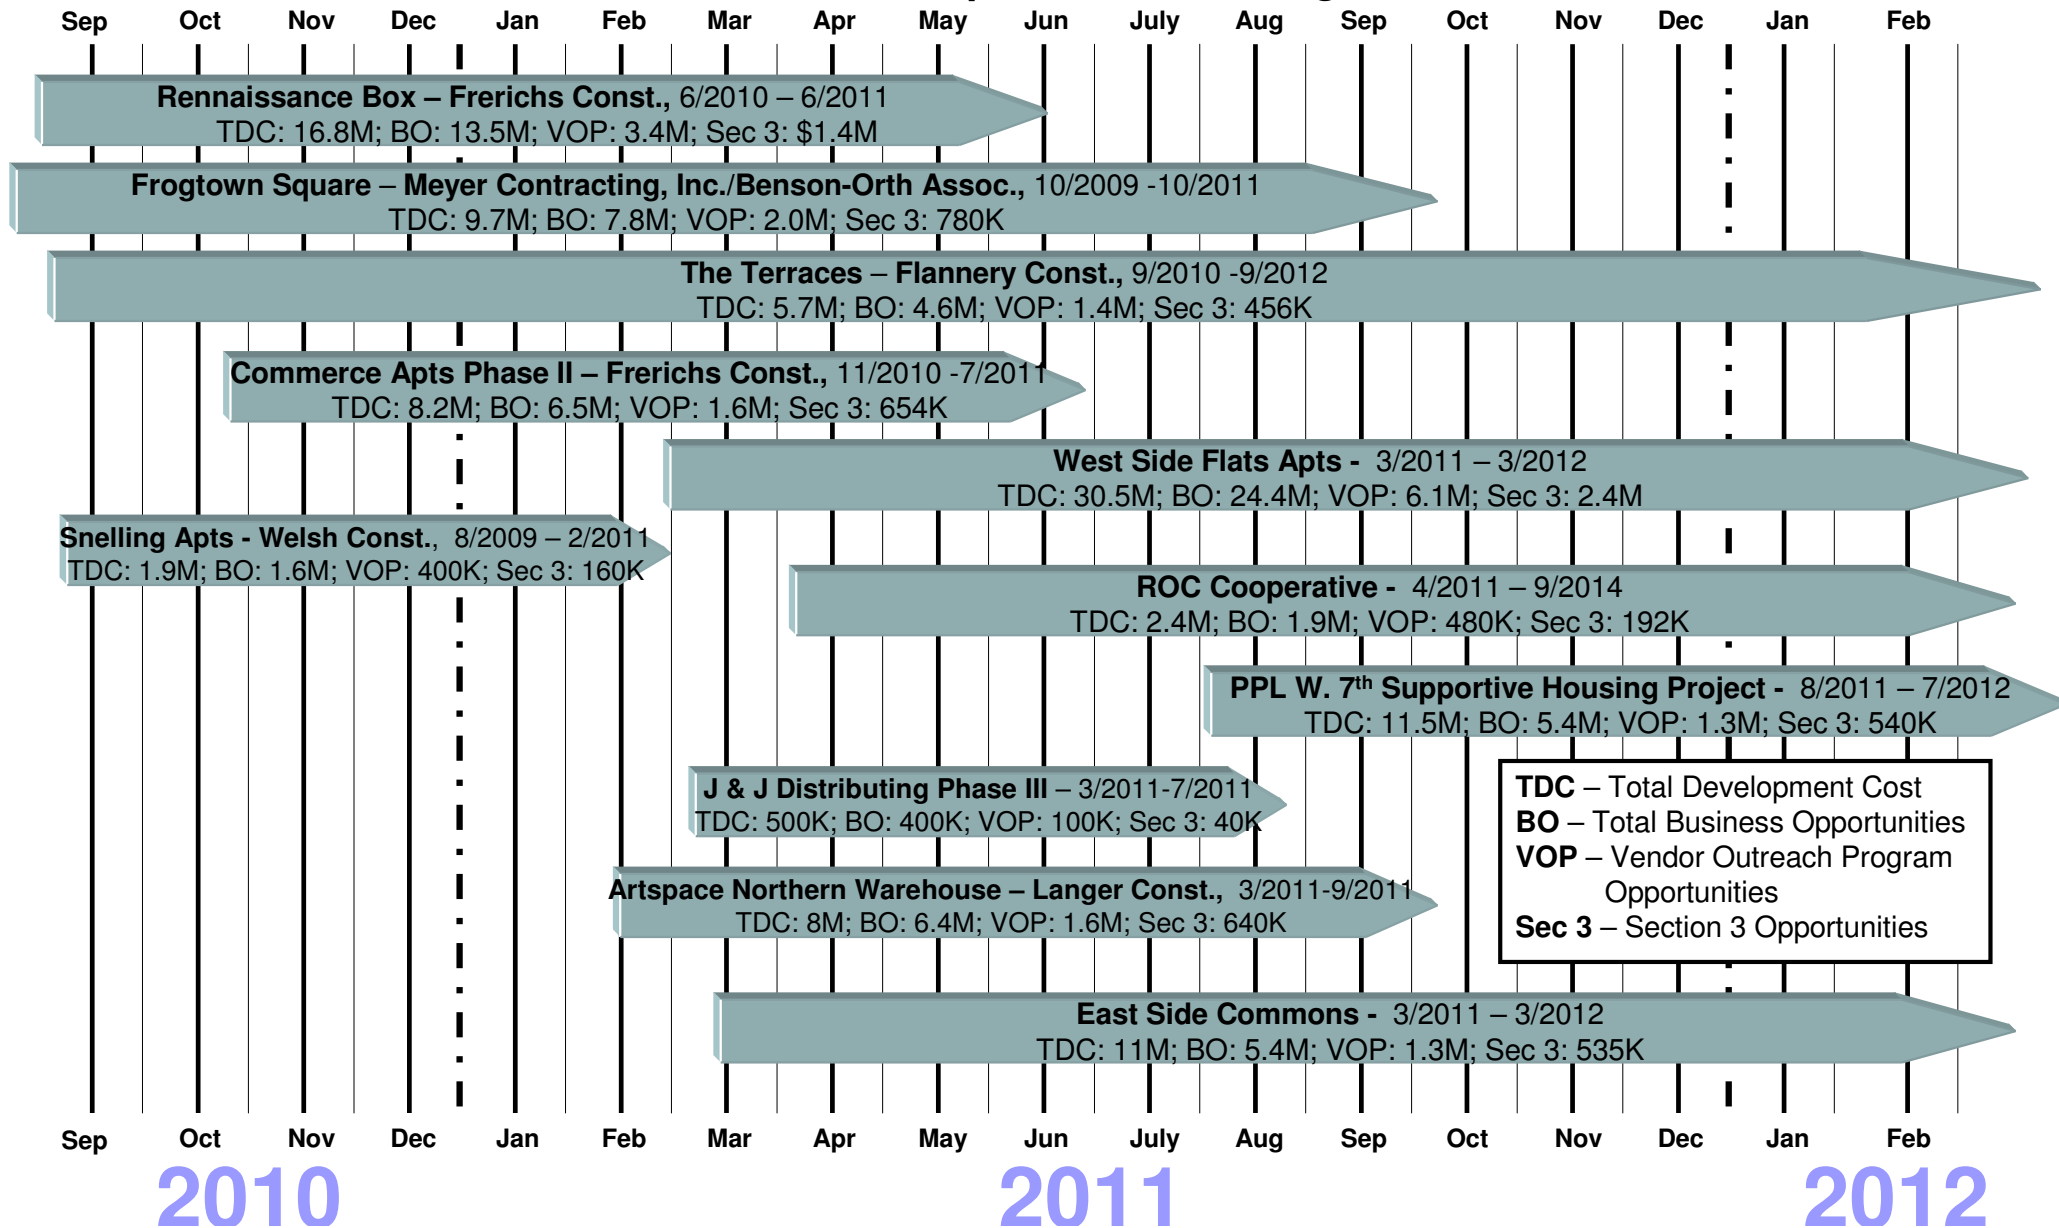 Sep Oct Nov Dec Jan Feb Mar Apr May Jun July Aug Sep Oct Nov Dec Jan Feb
Rennaissance Box – Frerichs Const., 6/2010 – 6/2011
TDC: 16.8M; BO: 13.5M; VOP: 3.4M; Sec 3: $1.4M
Frogtown Square – Meyer Contracting, Inc./Benson-Orth Assoc., 10/2009 -10/2011
TDC: 9.7M; BO: 7.8M; VOP: 2.0M; Sec 3: 780K
The Terraces – Flannery Const., 9/2010 -9/2012
TDC: 5.7M; BO: 4.6M; VOP: 1.4M; Sec 3: 456K
Commerce Apts Phase II – Frerichs Const., 11/2010 -7/2011
TDC: 8.2M; BO: 6.5M; VOP: 1.6M; Sec 3: 654K
West Side Flats Apts - 3/2011 – 3/2012
TDC: 30.5M; BO: 24.4M; VOP: 6.1M; Sec 3: 2.4M
Snelling Apts - Welsh Const., 8/2009 – 2/2011
TDC: 1.9M; BO: 1.6M; VOP: 400K; Sec 3: 160K
ROC Cooperative - 4/2011 – 9/2014
TDC: 2.4M; BO: 1.9M; VOP: 480K; Sec 3: 192K
PPL W. 7th Supportive Housing Project - 8/2011 – 7/2012
TDC: 11.5M; BO: 5.4M; VOP: 1.3M; Sec 3: 540K
J & J Distributing Phase III – 3/2011-7/2011
TDC: 500K; BO: 400K; VOP: 100K; Sec 3: 40K
TDC – Total Development Cost
BO – Total Business Opportunities
VOP – Vendor Outreach Program
Opportunities
Sec 3 – Section 3 Opportunities
Artspace Northern Warehouse – Langer Const., 3/2011-9/2011
TDC: 8M; BO: 6.4M; VOP: 1.6M; Sec 3: 640K
East Side Commons - 3/2011 – 3/2012
TDC: 11M; BO: 5.4M; VOP: 1.3M; Sec 3: 535K
Sep Oct Nov Dec Jan Feb Mar Apr May Jun July Aug Sep Oct Nov Dec Jan Feb
2010 2011 2012